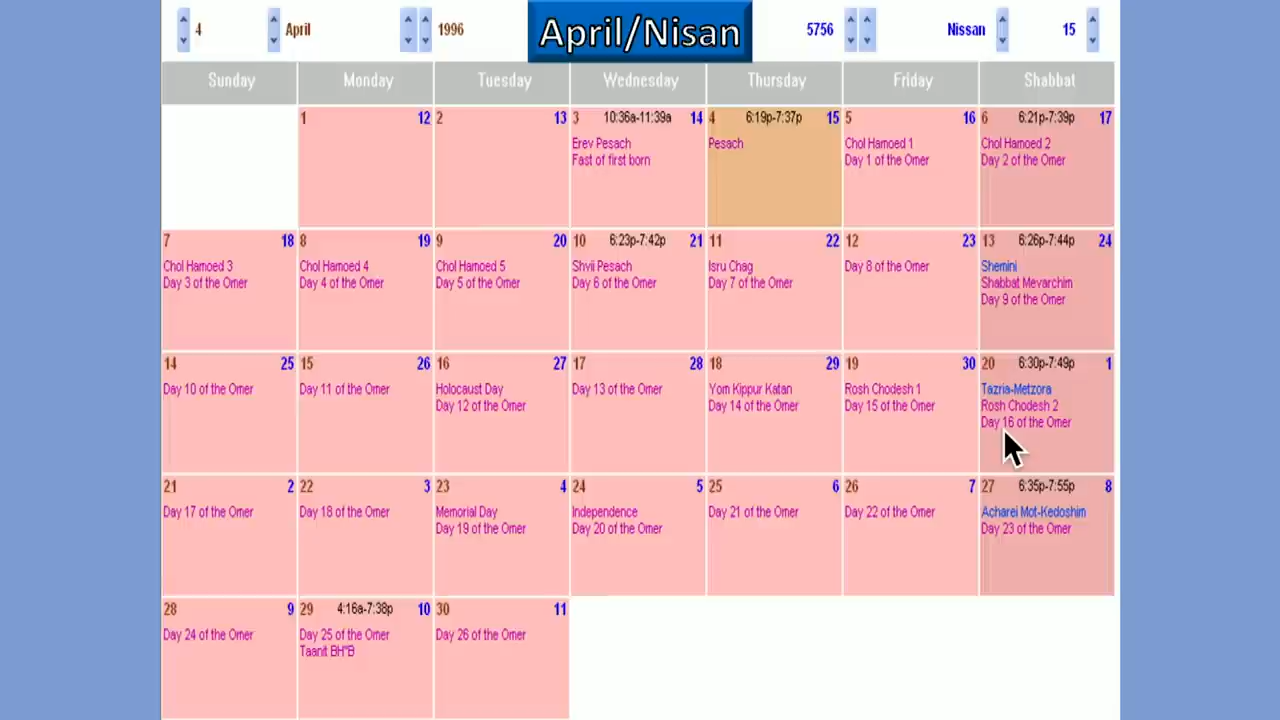 4 April 1996 April/Nisan 5756 Nissan 15
Sunday Monday Tuesday Wednesday Thursday Friday Shabbat
1 12 2 13 3 10:36a-11:39a 14 4 6:19p-7:37p 15 5 16 6 6:21p-7:39p 17
Erev Pesach Pesach Chol Hamoed 1 Chol Hamoed 2
Fast of first born Day 1 of the Omer Day 2 of the Omer
7 18 8 19 9 20 10 6:23p-7:42p 21 11 22 12 23 13 6:26p-7:44p 24
Chol Hamoed 3 Chol Hamoed 4 Chol Hamoed 5 Shvii Pesach Isru Chag Day 8 of the Omer Shemini
Day 3 of the Omer Day 4 of the Omer Day 5 of the Omer Day 6 of the Omer Day 7 of the Omer Shabbat Mevarchim
Day 9 of the Omer
14 25 15 26 16 27 17 28 18 29 19 30 20 6:30p-7:49p 1
Day 10 of the Omer Day 11 of the Omer Holocaust Day Day 13 of the Omer Yom Kippur Katan Rosh Chodesh 1 Tazria-Metzora
Day 12 of the Omer Day 14 of the Omer Day 15 of the Omer Rosh Chodesh 2
Day 16 of the Omer
21 2 22 3 23 4 24 5 25 6 26 7 27 6:35p-7:55p 8
Day 17 of the Omer Day 18 of the Omer Memorial Day Independence Day 21 of the Omer Day 22 of the Omer Acharei Mot-Kedoshim
Day 19 of the Omer Day 20 of the Omer Day 23 of the Omer
28 9 29 4:16a-7:38p 10 30 11
Day 24 of the Omer Day 25 of the Omer Day 26 of the Omer
Taanit BH"B